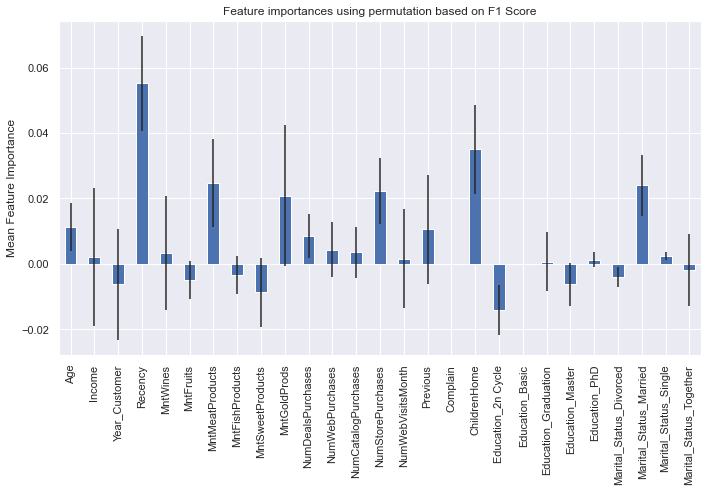 Feature importances using permutation based on F1 Score
Mean Feature Importance
0.06
0.04
0.02
0.00
−0.02
Age
Income
Year_Customer
Recency
MntWines
MntFruits
MntMeatProducts
MntFishProducts
MntSweetProducts
MntGoldProds
NumDealsPurchases
NumWebPurchases
NumCatalogPurchases
NumStorePurchases
NumWebVisitsMonth
Previous
Complain
ChildrenHome
Education_2n Cycle
Education_Basic
Education_Graduation
Education_Master
Education_PhD
Marital_Status_Divorced
Marital_Status_Married
Marital_Status_Single
Marital_Status_Together